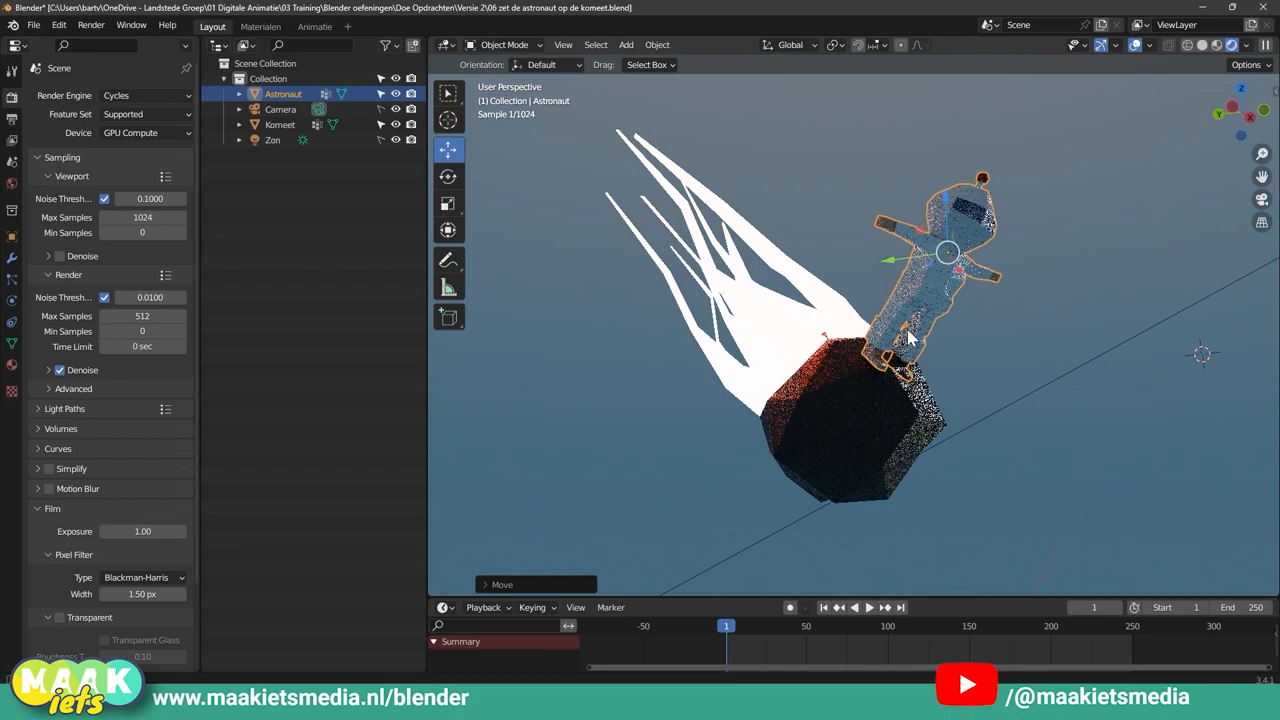 Blender* [C:\Users\bartv\OneDrive - Landstede Groep\01 Digitale Animatie\03 Training\Blender oefeningen\Doe Opdrachten\Versie 2\06 zet de astronaut op de komeet.blend]
File Edit Render Window Help Layout Materialen Animatie + Scene ViewLayer
Object Mode View Select Add Object Global
Orientation: Default Drag: Select Box Options
Scene
Render Engine Cycles
Feature Set Supported
Device GPU Compute
Sampling
Viewport
Noise Thresh... 0.1000
Max Samples 1024
Min Samples 0
Denoise
Render
Noise Thresh... 0.0100
Max Samples 512
Min Samples 0
Time Limit 0 sec
Denoise
Advanced
Light Paths
Volumes
Curves
Simplify
Motion Blur
Film
Exposure 1.00
Pixel Filter
Type Blackman-Harris
Width 1.50 px
Transparent
Transparent Glass
Roughness T... 0.10
Scene Collection
Collection
Astronaut
Camera
Komeet
Zon
User Perspective
(1) Collection | Astronaut
Sample 1/1024
Z
Y
X
Move
Playback Keying View Marker 1 Start 1 End 250
-50 1 50 100 150 200 250 300
Summary
3.4.1
MAAK
iets
www.maakietsmedia.nl/blender
/@maakietsmedia